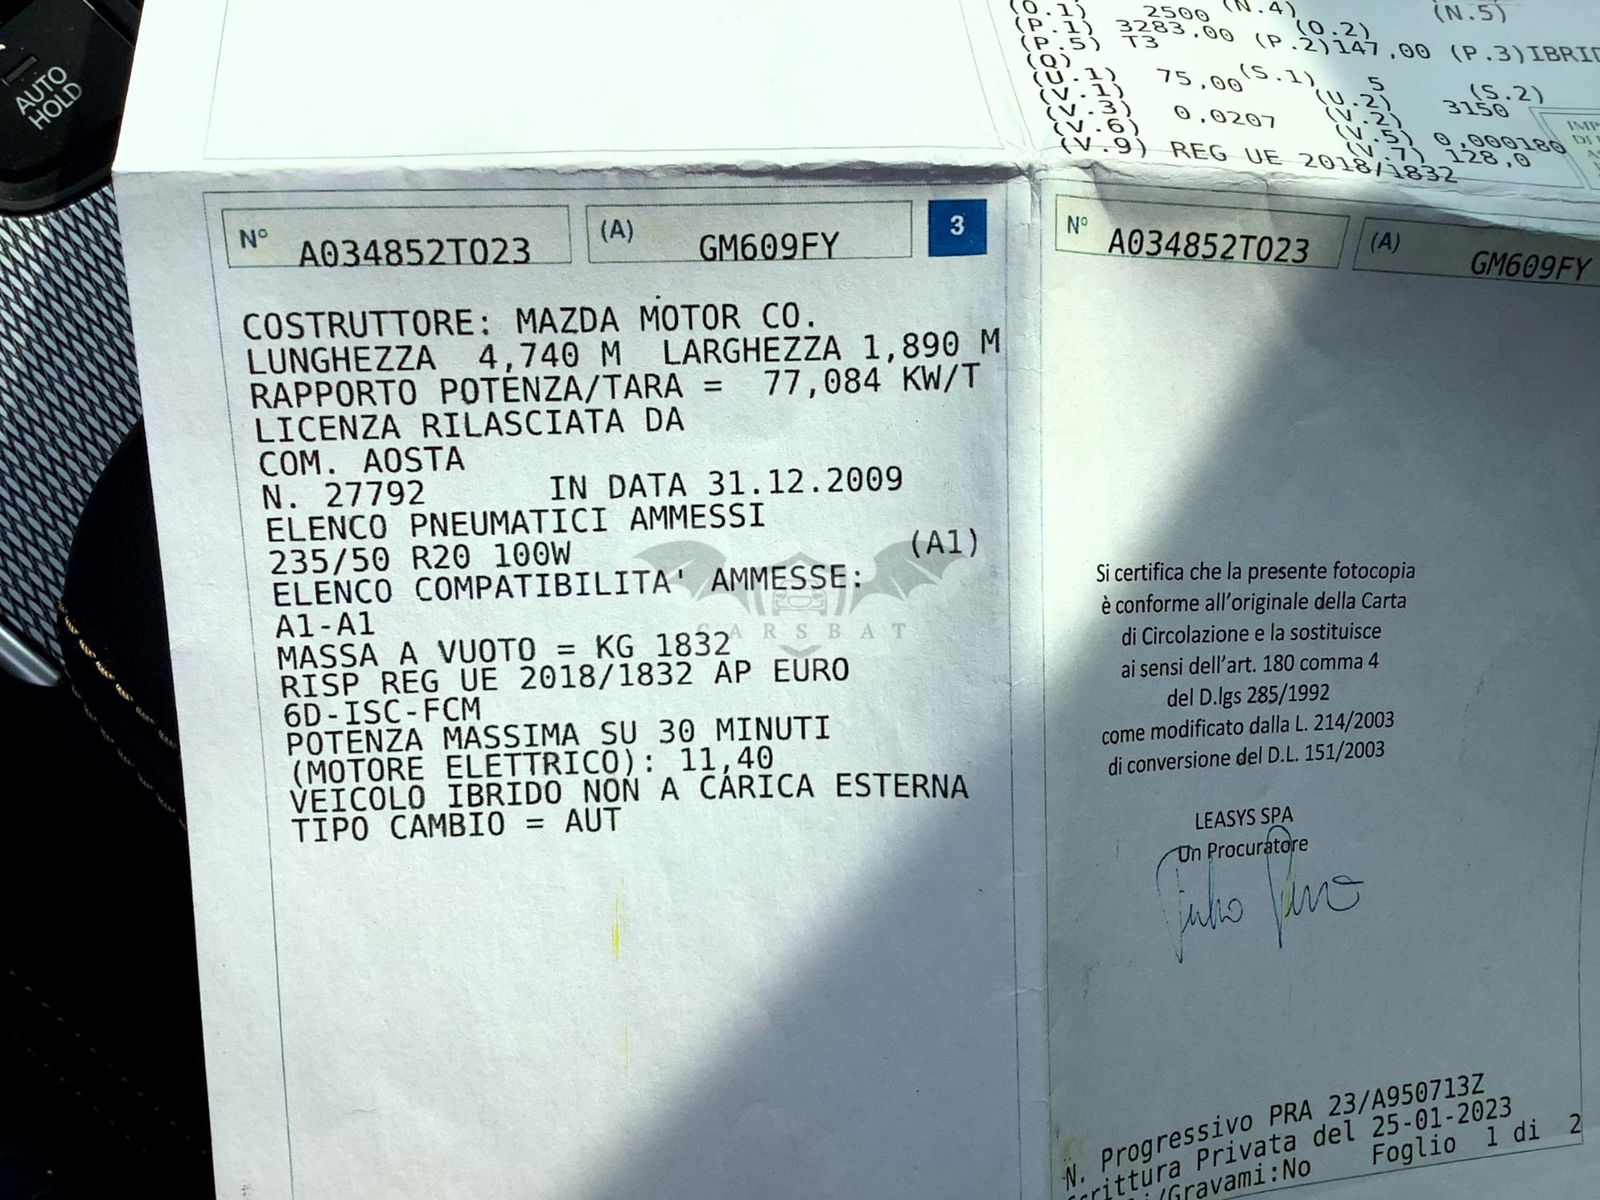 AUTO
HOLD
(O.1) 2500 (N.4) (N.5)
(P.1) 3283,00 (O.2)
(P.5) T3 (P.2)147,00 (P.3)IBRID
(Q)
(U.1) 75,00 (S.1) 5 (S.2)
(V.1) (U.2) 3150
(V.3) 0,0207 (V.2)
(V.6) (V.5) 0,000180
(V.9) REG UE 2018/1832 (V.7) 128,0
N° A034852TO23 (A) GM609FY 3
COSTRUTTORE: MAZDA MOTOR CO.
LUNGHEZZA 4,740 M LARGHEZZA 1,890 M
RAPPORTO POTENZA/TARA = 77,084 KW/T
LICENZA RILASCIATA DA
COM. AOSTA
N. 27792 IN DATA 31.12.2009
ELENCO PNEUMATICI AMMESSI
235/50 R20 100W (A1)
ELENCO COMPATIBILITA' AMMESSE:
A1-A1
MASSA A VUOTO = KG 1832
RISP REG UE 2018/1832 AP EURO
6D-ISC-FCM
POTENZA MASSIMA SU 30 MINUTI
(MOTORE ELETTRICO): 11,40
VEICOLO IBRIDO NON A CARICA ESTERNA
TIPO CAMBIO = AUT
CARSBAT
N° A034852TO23 (A) GM609FY
Si certifica che la presente fotocopia
è conforme all'originale della Carta
di Circolazione e la sostituisce
ai sensi dell'art. 180 comma 4
del D.lgs 285/1992
come modificato dalla L. 214/2003
di conversione del D.L. 151/2003
LEASYS SPA
Un Procuratore
N. Progressivo PRA 23/A950713Z
crittura Privata del 25-01-2023
/Gravami:No Foglio 1 di 2